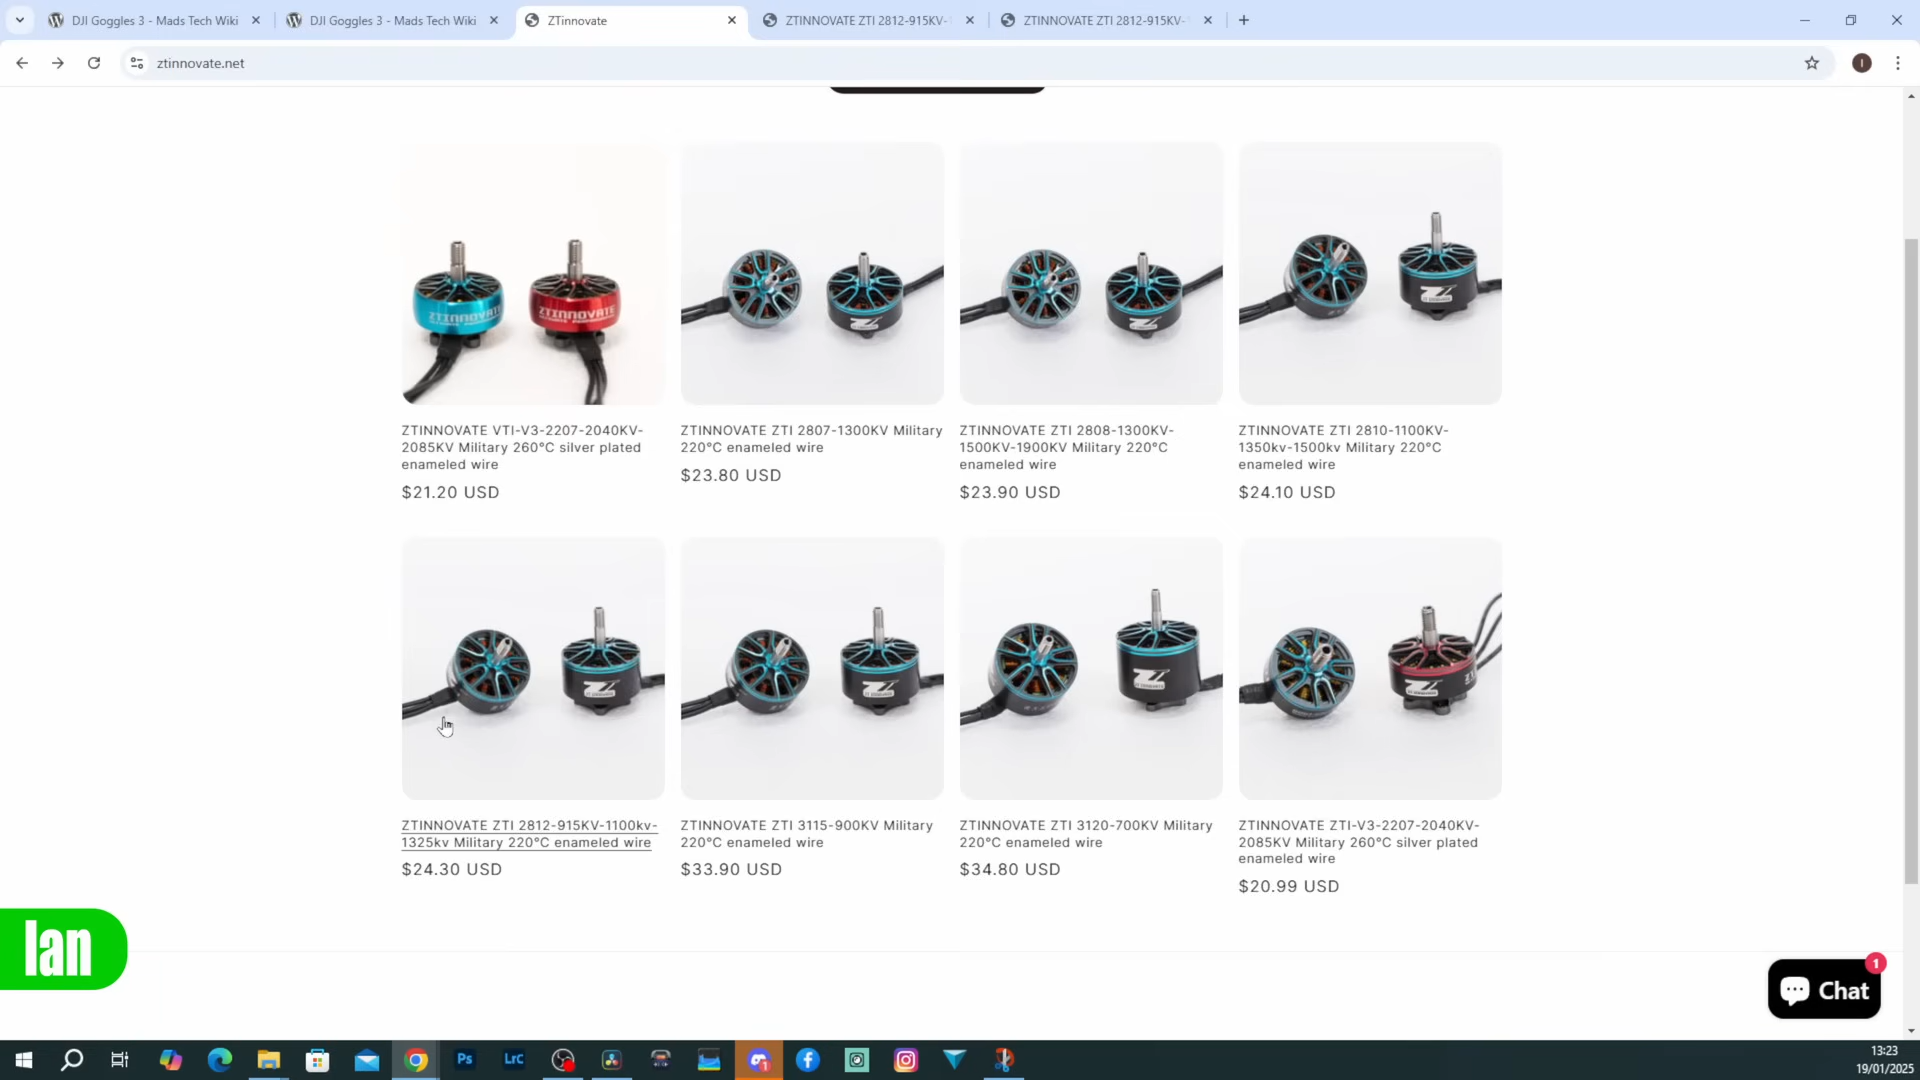 DJI Goggles 3 - Mads Tech Wiki
DJI Goggles 3 - Mads Tech Wiki
ZTinnovate
ZTINNOVATE ZTI 2812-915KV-
ZTINNOVATE ZTI 2812-915KV-
ztinnovate.net
I
ZTINNOVATE
ZTINNOVATE
ZTINNOVATE VTI-V3-2207-2040KV-
2085KV Military 260°C silver plated
enameled wire
$21.20 USD
ZTINNOVATE ZTI 2807-1300KV Military
220°C enameled wire
$23.80 USD
ZTINNOVATE ZTI 2808-1300KV-
1500KV-1900KV Military 220°C
enameled wire
$23.90 USD
ZTINNOVATE ZTI 2810-1100KV-
1350kv-1500kv Military 220°C
enameled wire
$24.10 USD
ZTINNOVATE ZTI 2812-915KV-1100kv-
1325kv Military 220°C enameled wire
$24.30 USD
ZTINNOVATE ZTI 3115-900KV Military
220°C enameled wire
$33.90 USD
ZTINNOVATE ZTI 3120-700KV Military
220°C enameled wire
$34.80 USD
ZTINNOVATE ZTI-V3-2207-2040KV-
2085KV Military 260°C silver plated
enameled wire
$20.99 USD
Ian
1
Chat
Ps
LrC
1
13:23
19/01/2025